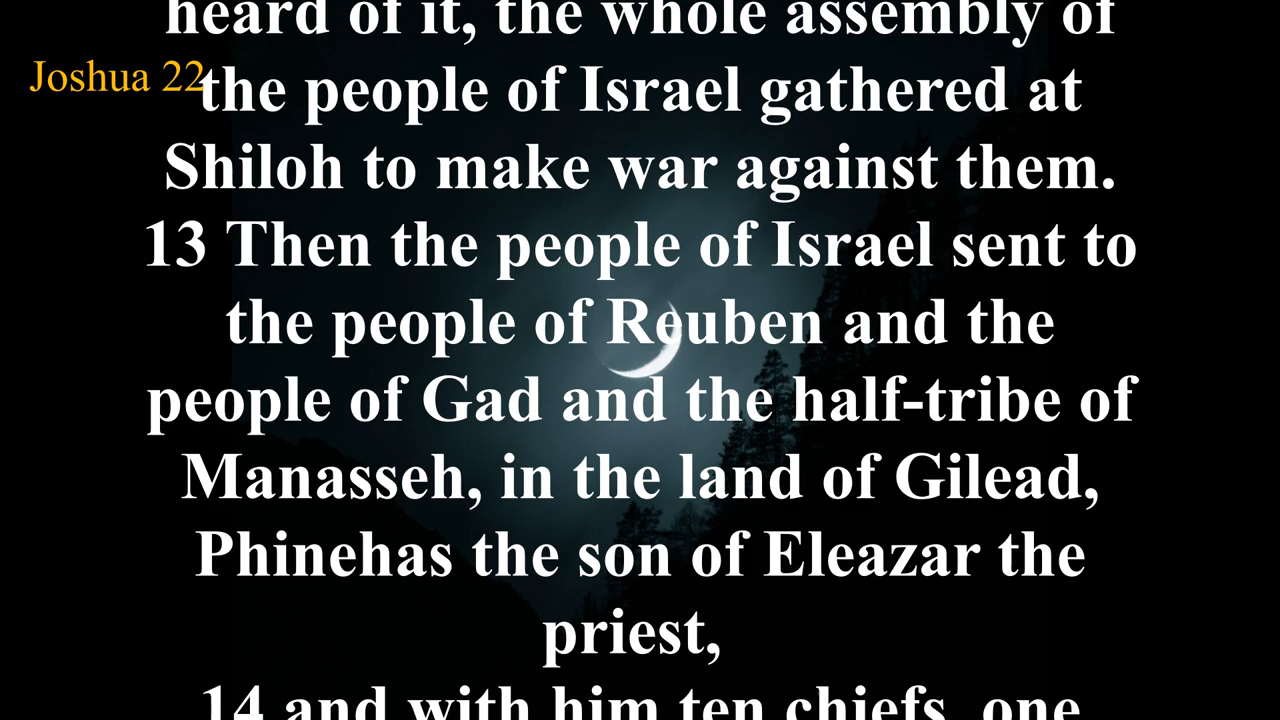 heard of it, the whole assembly of
Joshua 22
the people of Israel gathered at
Shiloh to make war against them.
13 Then the people of Israel sent to
the people of Reuben and the
people of Gad and the half-tribe of
Manasseh, in the land of Gilead,
Phinehas the son of Eleazar the
priest,
14 and with him ten chiefs, one